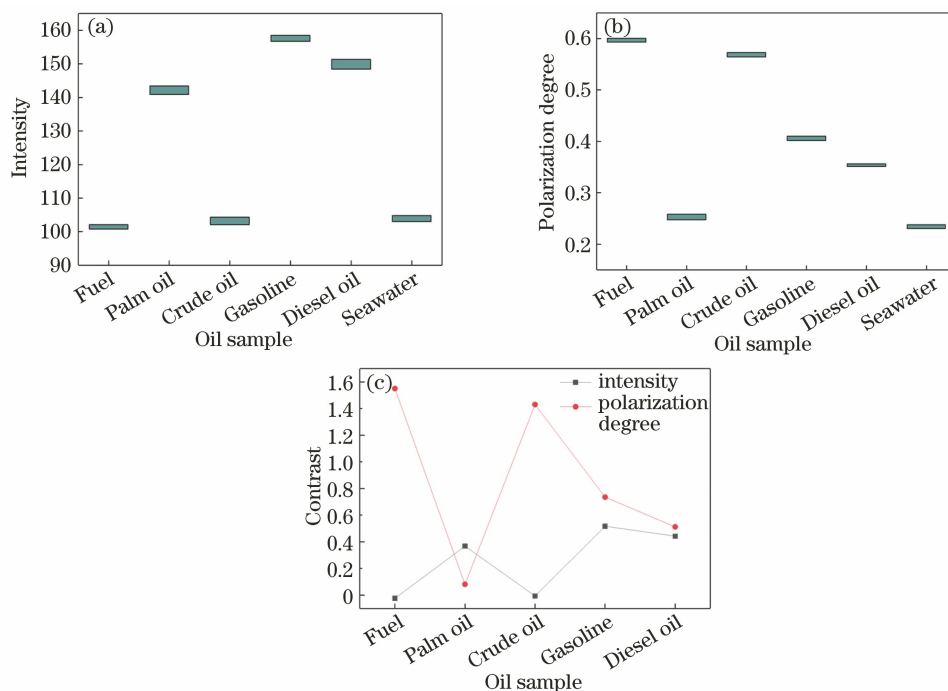 (a)
160
150
140
130
120
110
100
90
Intensity
Fuel
Palm oil
Crude oil
Gasoline
Diesel oil
Seawater
Oil sample
(b)
0.6
0.5
0.4
0.3
0.2
Polarization degree
Fuel
Palm oil
Crude oil
Gasoline
Diesel oil
Seawater
Oil sample
(c)
intensity
polarization
degree
1.6
1.4
1.2
1.0
0.8
0.6
0.4
0.2
0
Contrast
Fuel
Palm oil
Crude oil
Gasoline
Diesel oil
Oil sample